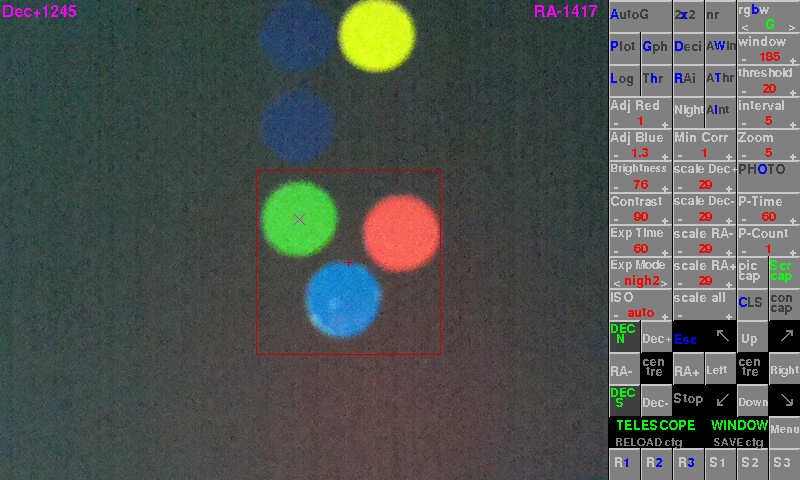 Dec+1245 RA-1417
AutoG 2x2 nr rgbw
< G >
Plot Gph Deci AWin window
- 185 +
Log Thr RAi AThr threshold
- 20 +
Adj Red Night AInt interval
- 1 + - 5 +
Adj Blue Min Corr Zoom
- 1.3 + - 1 + - 5 +
Brightness scale Dec+ PHOTO
- 76 + - 29 +
Contrast scale Dec- P-Time
- 90 + - 29 + - 60 +
Exp Time scale RA- P-Count
- 60 + - 29 + - 1 +
Exp Mode scale RA+ pic cap Scr cap
< nigh2 > - 29 +
ISO scale all CLS con cap
- auto + - +
DEC N Dec+ Esc ↖ Up ↗
RA- centre RA+ Left centre Right
DEC S Dec- Stop ↙ Down ↘
TELESCOPE WINDOW Menu
RELOAD cfg SAVE cfg
R1 R2 R3 S1 S2 S3